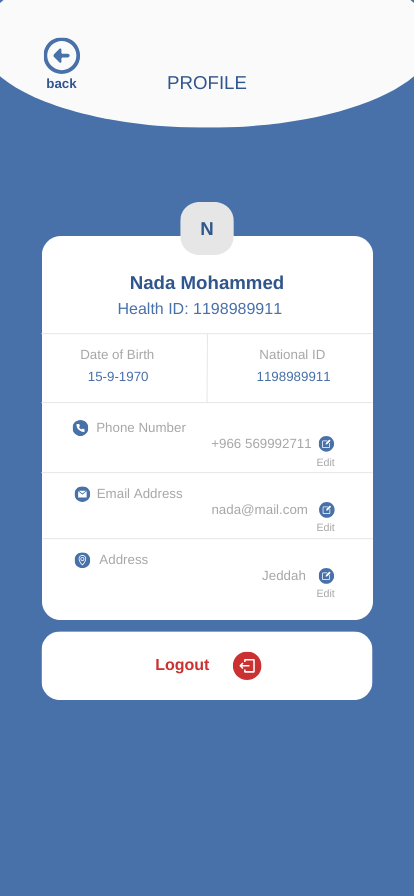 back
PROFILE
N
Nada Mohammed
Health ID: 1198989911
Date of Birth
National ID
15-9-1970
1198989911
Phone Number
+966 569992711
Edit
Email Address
nada@mail.com
Edit
Address
Jeddah
Edit
Logout